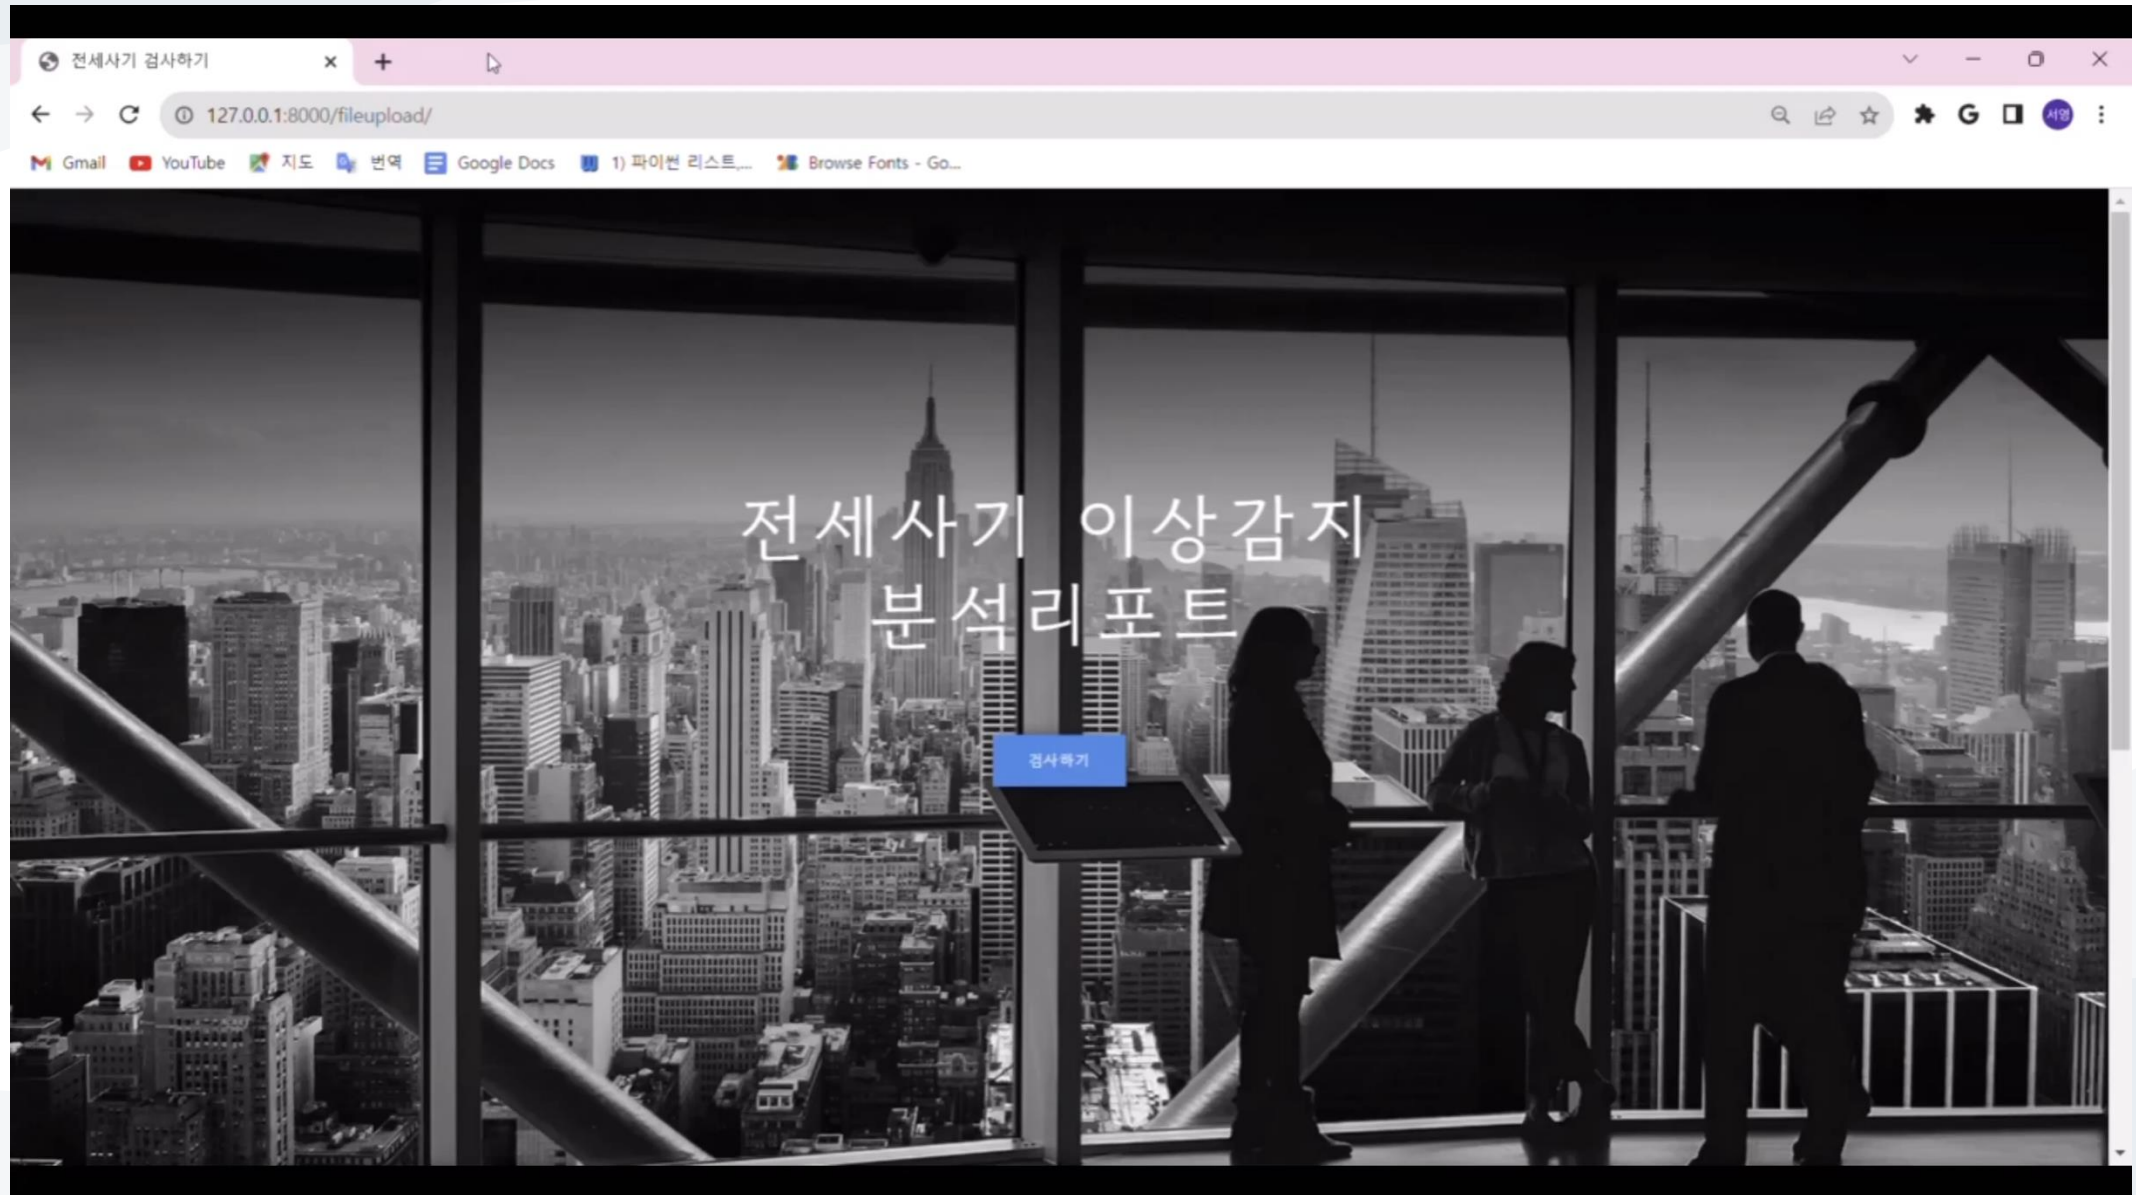 전세사기 검사하기
127.0.0.1:8000/fileupload/
서영
Gmail YouTube 지도 번역 Google Docs 1) 파이썬 리스트,... Browse Fonts - Go...
전세사기 이상감지
분석리포트
검사하기